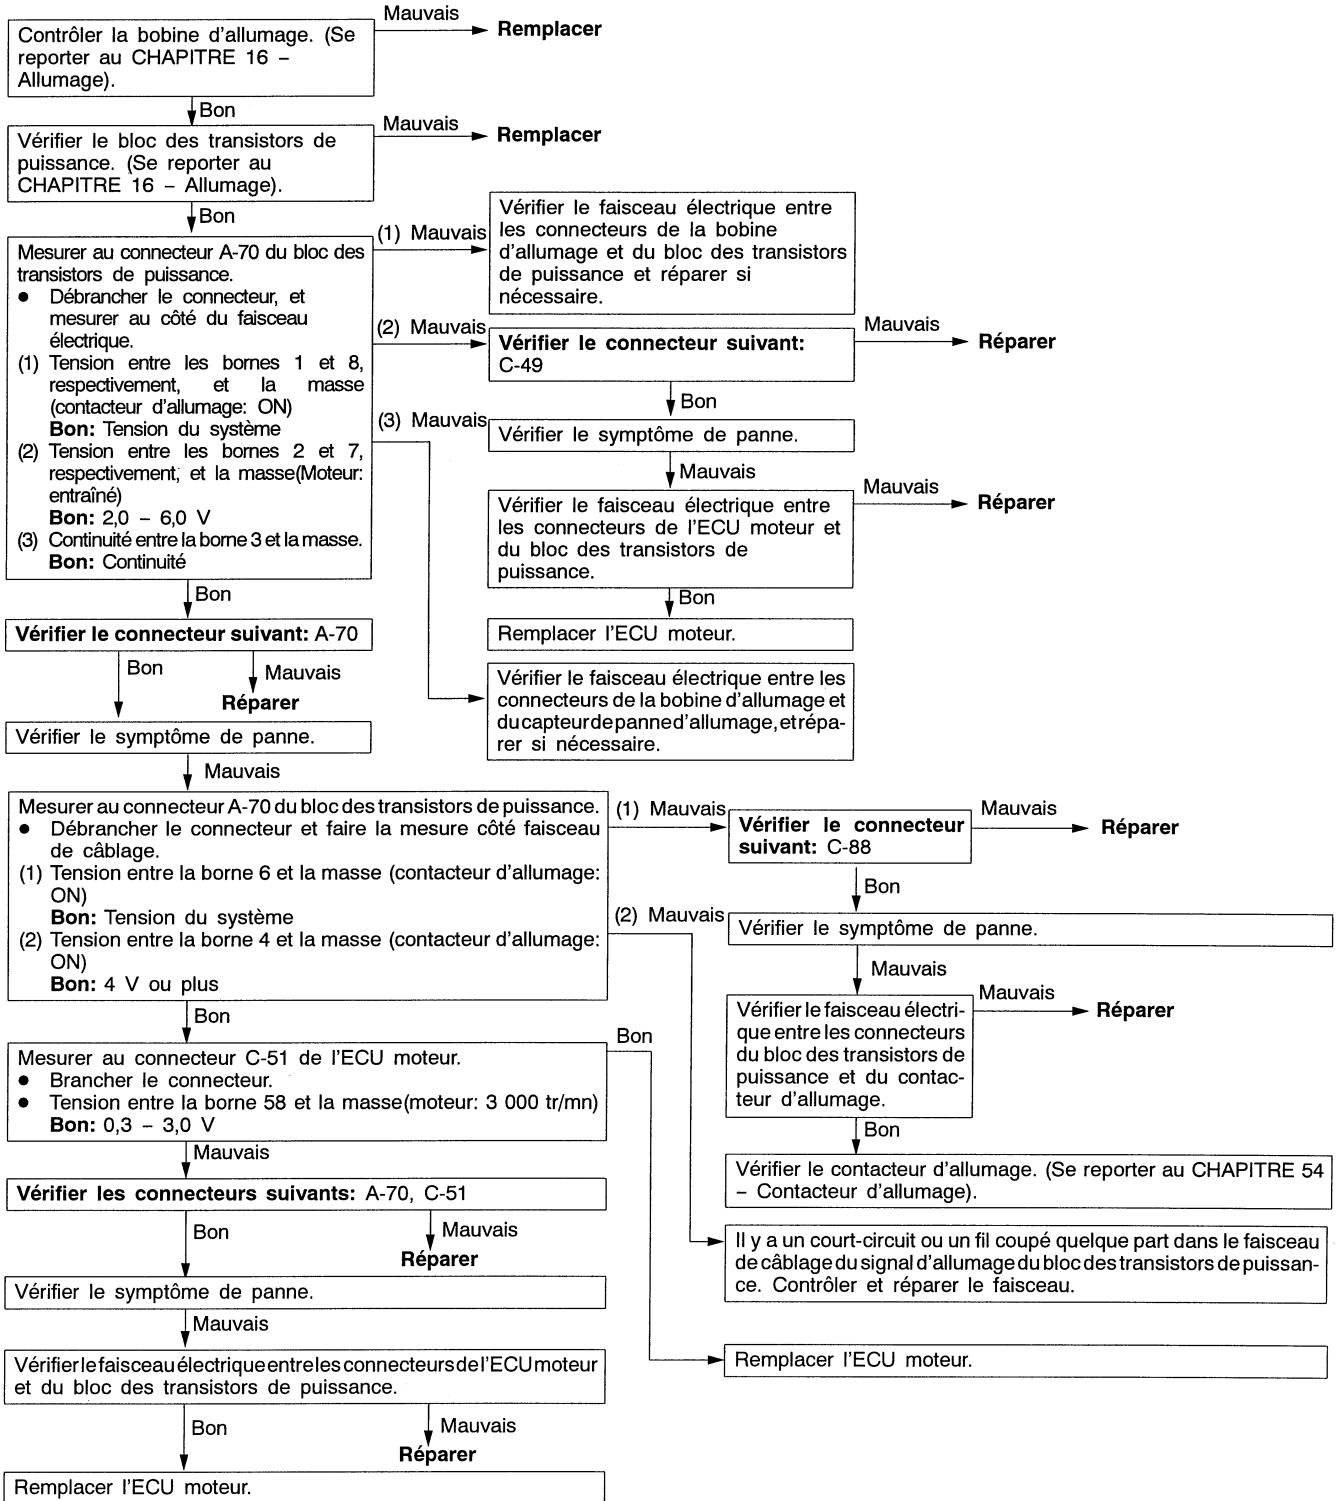 Contrôler la bobine d'allumage. (Se
reporter au CHAPITRE 16 –
Allumage).
Mauvais
Remplacer
Bon
Vérifier le bloc des transistors de
puissance. (Se reporter au
CHAPITRE 16 – Allumage).
Mauvais
Remplacer
Bon
Mesurer au connecteur A-70 du bloc des
transistors de puissance.
● Débrancher le connecteur, et
mesurer au côté du faisceau
électrique.
(1) Tension entre les bornes 1 et 8,
respectivement, et la masse
(contacteur d'allumage: ON)
Bon: Tension du système
(2) Tension entre les bornes 2 et 7,
respectivement, et la masse(Moteur:
entraîné)
Bon: 2,0 – 6,0 V
(3) Continuité entre la borne 3 et la masse.
Bon: Continuité
(1) Mauvais
Vérifier le faisceau électrique entre
les connecteurs de la bobine
d'allumage et du bloc des transistors
de puissance et réparer si
nécessaire.
(2) Mauvais
Vérifier le connecteur suivant:
C-49
Mauvais
Réparer
Bon
(3) Mauvais
Vérifier le symptôme de panne.
Mauvais
Vérifier le faisceau électrique entre
les connecteurs de l'ECU moteur et
du bloc des transistors de
puissance.
Mauvais
Réparer
Bon
Remplacer l'ECU moteur.
Vérifier le faisceau électrique entre les
connecteurs de la bobine d'allumage et
du capteur de panne d'allumage, et répa-
rer si nécessaire.
Bon
Vérifier le connecteur suivant: A-70
Bon
Mauvais
Réparer
Vérifier le symptôme de panne.
Mauvais
Mesurer au connecteur A-70 du bloc des transistors de puissance.
● Débrancher le connecteur et faire la mesure côté faisceau
de câblage.
(1) Tension entre la borne 6 et la masse (contacteur d'allumage:
ON)
Bon: Tension du système
(2) Tension entre la borne 4 et la masse (contacteur d'allumage:
ON)
Bon: 4 V ou plus
(1) Mauvais
Vérifier le connecteur
suivant: C-88
Mauvais
Réparer
Bon
(2) Mauvais
Vérifier le symptôme de panne.
Mauvais
Vérifier le faisceau électri-
que entre les connecteurs
du bloc des transistors de
puissance et du contac-
teur d'allumage.
Mauvais
Réparer
Bon
Vérifier le contacteur d'allumage. (Se reporter au CHAPITRE 54
– Contacteur d'allumage).
Il y a un court-circuit ou un fil coupé quelque part dans le faisceau
de câblage du signal d'allumage du bloc des transistors de puissan-
ce. Contrôler et réparer le faisceau.
Bon
Mesurer au connecteur C-51 de l'ECU moteur.
● Brancher le connecteur.
● Tension entre la borne 58 et la masse(moteur: 3 000 tr/mn)
Bon: 0,3 – 3,0 V
Bon
Remplacer l'ECU moteur.
Mauvais
Vérifier les connecteurs suivants: A-70, C-51
Bon
Mauvais
Réparer
Vérifier le symptôme de panne.
Mauvais
Vérifier le faisceau électrique entre les connecteurs de l'ECU moteur
et du bloc des transistors de puissance.
Bon
Mauvais
Réparer
Remplacer l'ECU moteur.